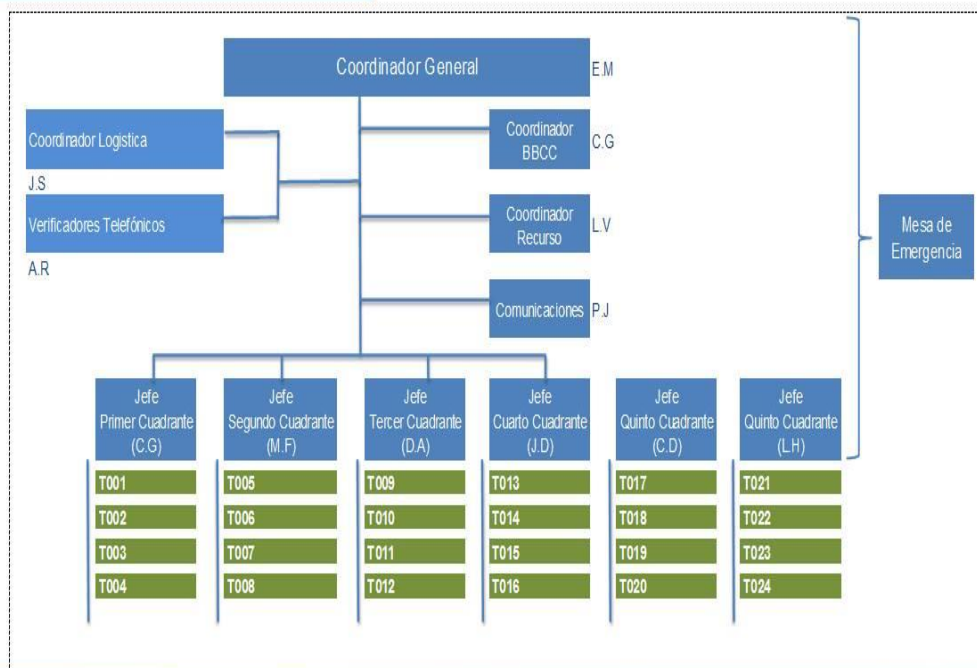 Coordinador General
E.M
Coordinador Logistica
J.S
Verificadores Telefónicos
A.R
Coordinador
BBCC
C.G
Coordinador
Recurso
L.V
Comunicaciones
P.J
Mesa de
Emergencia
Jefe
Primer Cuadrante
(C.G)
T001
T002
T003
T004
Jefe
Segundo Cuadrante
(M.F)
T005
T006
T007
T008
Jefe
Tercer Cuadrante
(D.A)
T009
T010
T011
T012
Jefe
Cuarto Cuadrante
(J.D)
T013
T014
T015
T016
Jefe
Quinto Cuadrante
(C.D)
T017
T018
T019
T020
Jefe
Quinto Cuadrante
(L.H)
T021
T022
T023
T024